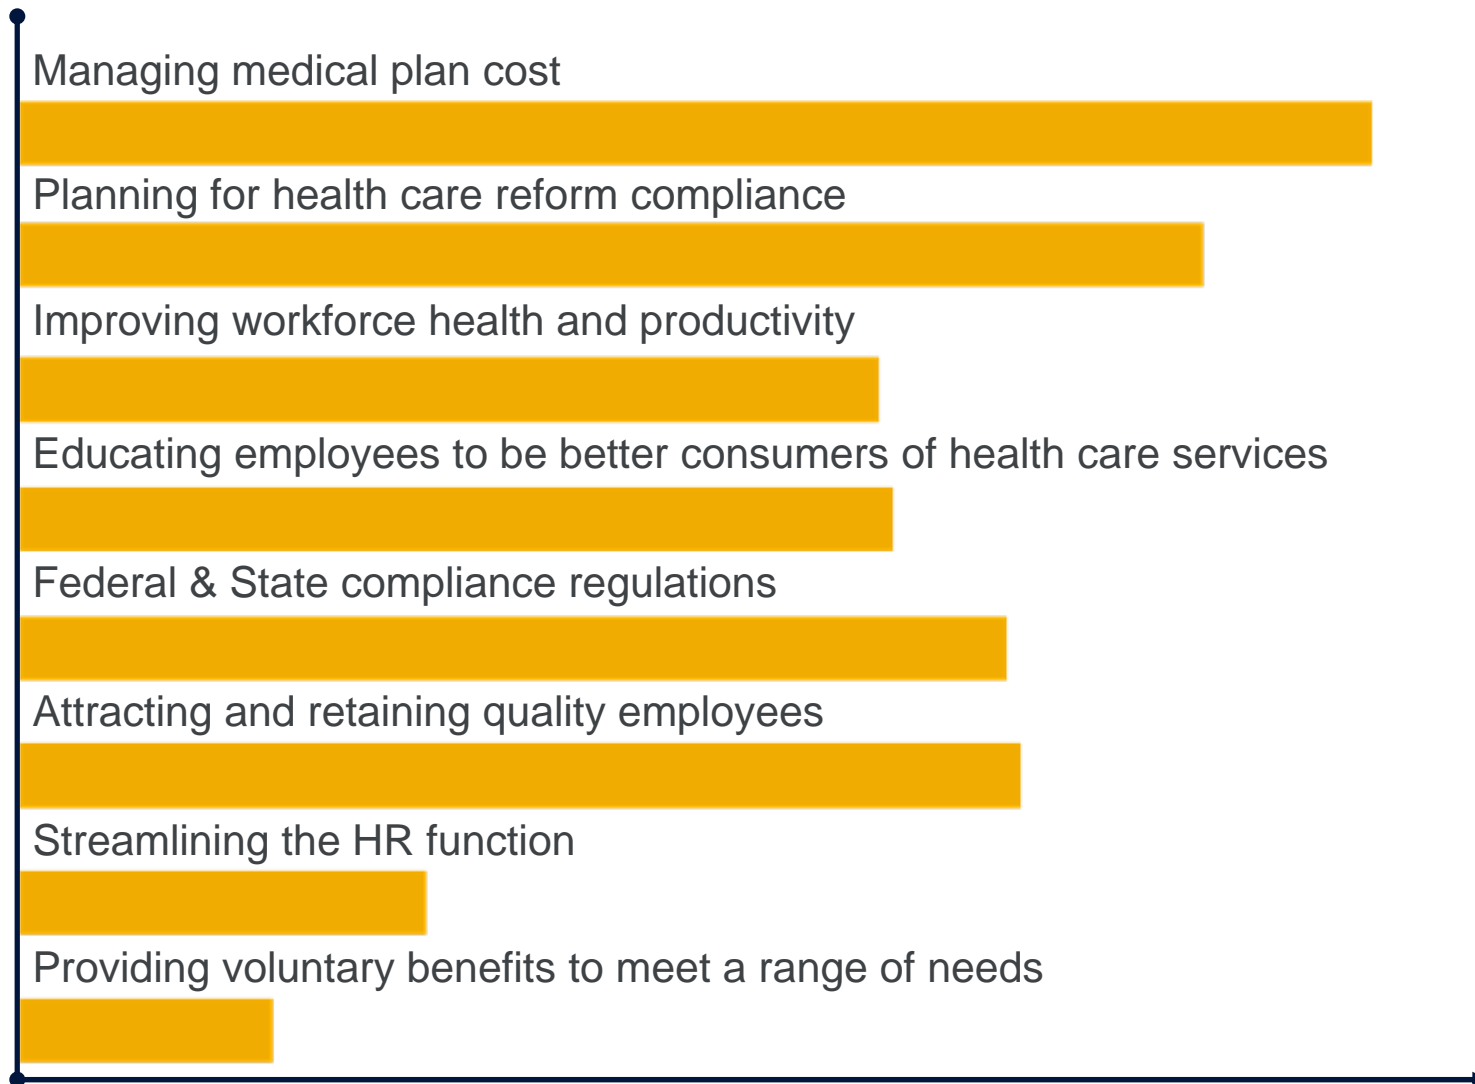 Managing medical plan cost
Planning for health care reform compliance
Improving workforce health and productivity
Educating employees to be better consumers of health care services
Federal & State compliance regulations
Attracting and retaining quality employees
Streamlining the HR function
Providing voluntary benefits to meet a range of needs